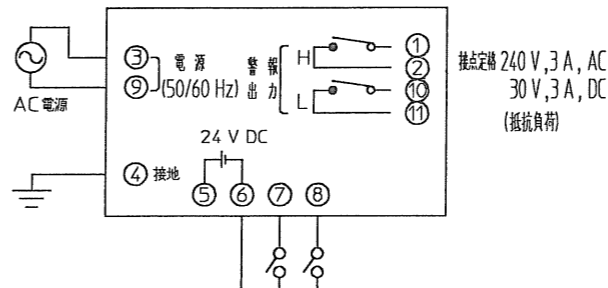 ③ 電源 警報 H ①
② 接点定格 240 V, 3 A, AC
⑨ (50/60 Hz) 出力 L ⑩ 30 V, 3 A, DC
⑪ (抵抗負荷)
AC電源
24 V DC
④ 接地
⑤ ⑥ ⑦ ⑧